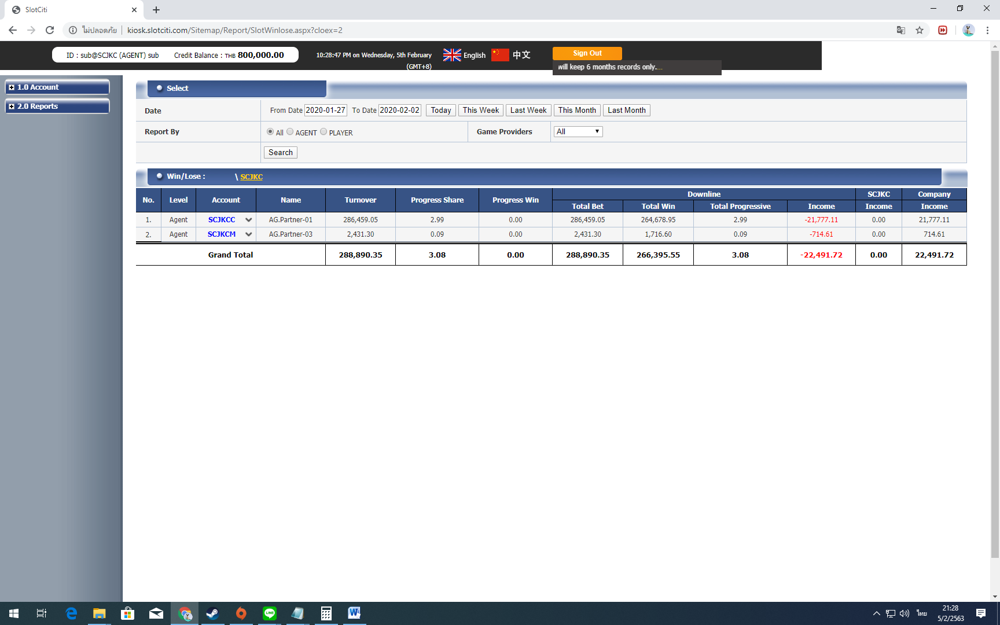 SlotCiti
ไม่ปลอดภัย kiosk.slotciti.com/Sitemap/Report/SlotWinlose.aspx?cloex=2
ID : sub@SCJKC (AGENT) sub Credit Balance : THB 800,000.00 10:28:47 PM on Wednesday, 5th February (GMT+8) English 中文 Sign Out
will keep 6 months records only....
1.0 Account
2.0 Reports
Select
Date From Date 2020-01-27 To Date 2020-02-02 Today This Week Last Week This Month Last Month
Report By All AGENT PLAYER Game Providers All
Search
Win/Lose : \ SCJKC
No. Level Account Name Turnover Progress Share Progress Win Downline SCJKC Company
Total Bet Total Win Total Progressive Income Income Income
1. Agent SCJKCC AG.Partner-01 286,459.05 2.99 0.00 286,459.05 264,678.95 2.99 -21,777.11 0.00 21,777.11
2. Agent SCJKCM AG.Partner-03 2,431.30 0.09 0.00 2,431.30 1,716.60 0.09 -714.61 0.00 714.61
Grand Total 288,890.35 3.08 0.00 288,890.35 266,395.55 3.08 -22,491.72 0.00 22,491.72
LINE
W
ไทย
21:28
5/2/2563